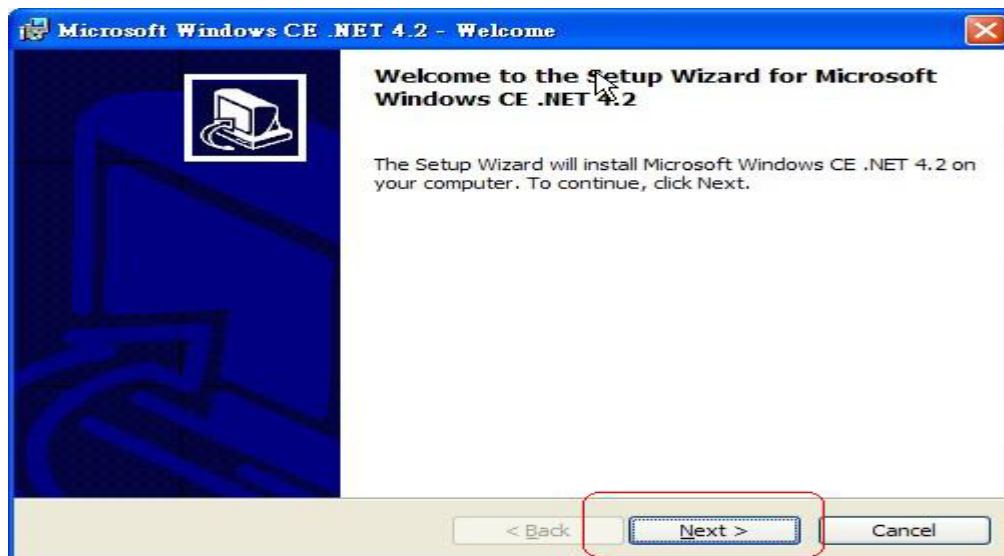 Microsoft Windows CE .NET 4.2 - Welcome
Welcome to the Setup Wizard for Microsoft
Windows CE .NET 4.2
The Setup Wizard will install Microsoft Windows CE .NET 4.2 on
your computer. To continue, click Next.
< Back Next > Cancel